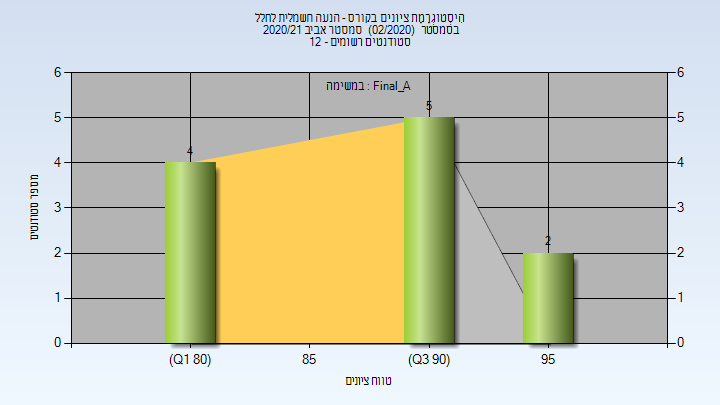 היסטוגרמת ציונים בקורס - הנעה חשמלית לחלל
בסמסטר (02/2020) סמסטר אביב 2020/21
סטודנטים רשומים - 12
במשימה : Final_A
6 6
5 5 5
4 4 4
3 3
2 2 2
1 1
0 0
(Q1 80) 85 (Q3 90) 95
מספר סטודנטים
טווח ציונים